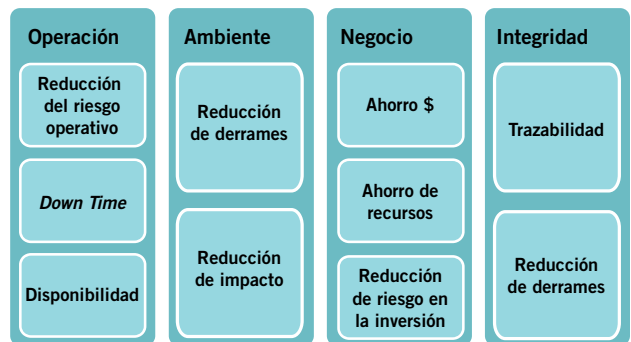 Operación
Reducción
del riesgo
operativo
Down Time
Disponibilidad
Ambiente
Reducción
de derrames
Reducción
de impacto
Negocio
Ahorro $
Ahorro de
recursos
Reducción
de riesgo en
la inversión
Integridad
Trazabilidad
Reducción
de derrames